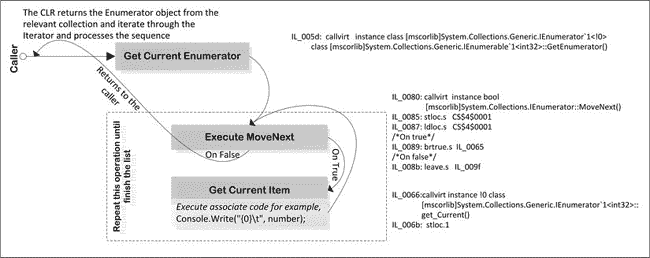 The CLR returns the Enumerator object from the
relevant collection and iterate through the
Iterator and processes the sequence
Caller
Get Current Enumerator
Returns to the
caller
Repeat this operation until
finish the list
Execute MoveNext
On False
On True
Get Current Item
Execute associate code for example,
Console.Write("{0}\t", number);
IL_005d: callvirt instance class [mscorlib]System.Collections.Generic.IEnumerator`1<!0>
class [mscorlib]System.Collections.Generic.IEnumerable`1<int32>::GetEnumerator()
IL_0080: callvirt instance bool
[mscorlib]System.Collections.IEnumerator::MoveNext()
IL_0085: stloc.s CS$4$0001
IL_0087: ldloc.s CS$4$0001
/*On true*/
IL_0089: brtrue.s IL_0065
/*On false*/
IL_008b: leave.s IL_009f
IL_0066:callvirt instance !0 class
[mscorlib]System.Collections.Generic.IEnumerator`1<int32>::
get_Current()
IL_006b: stloc.1